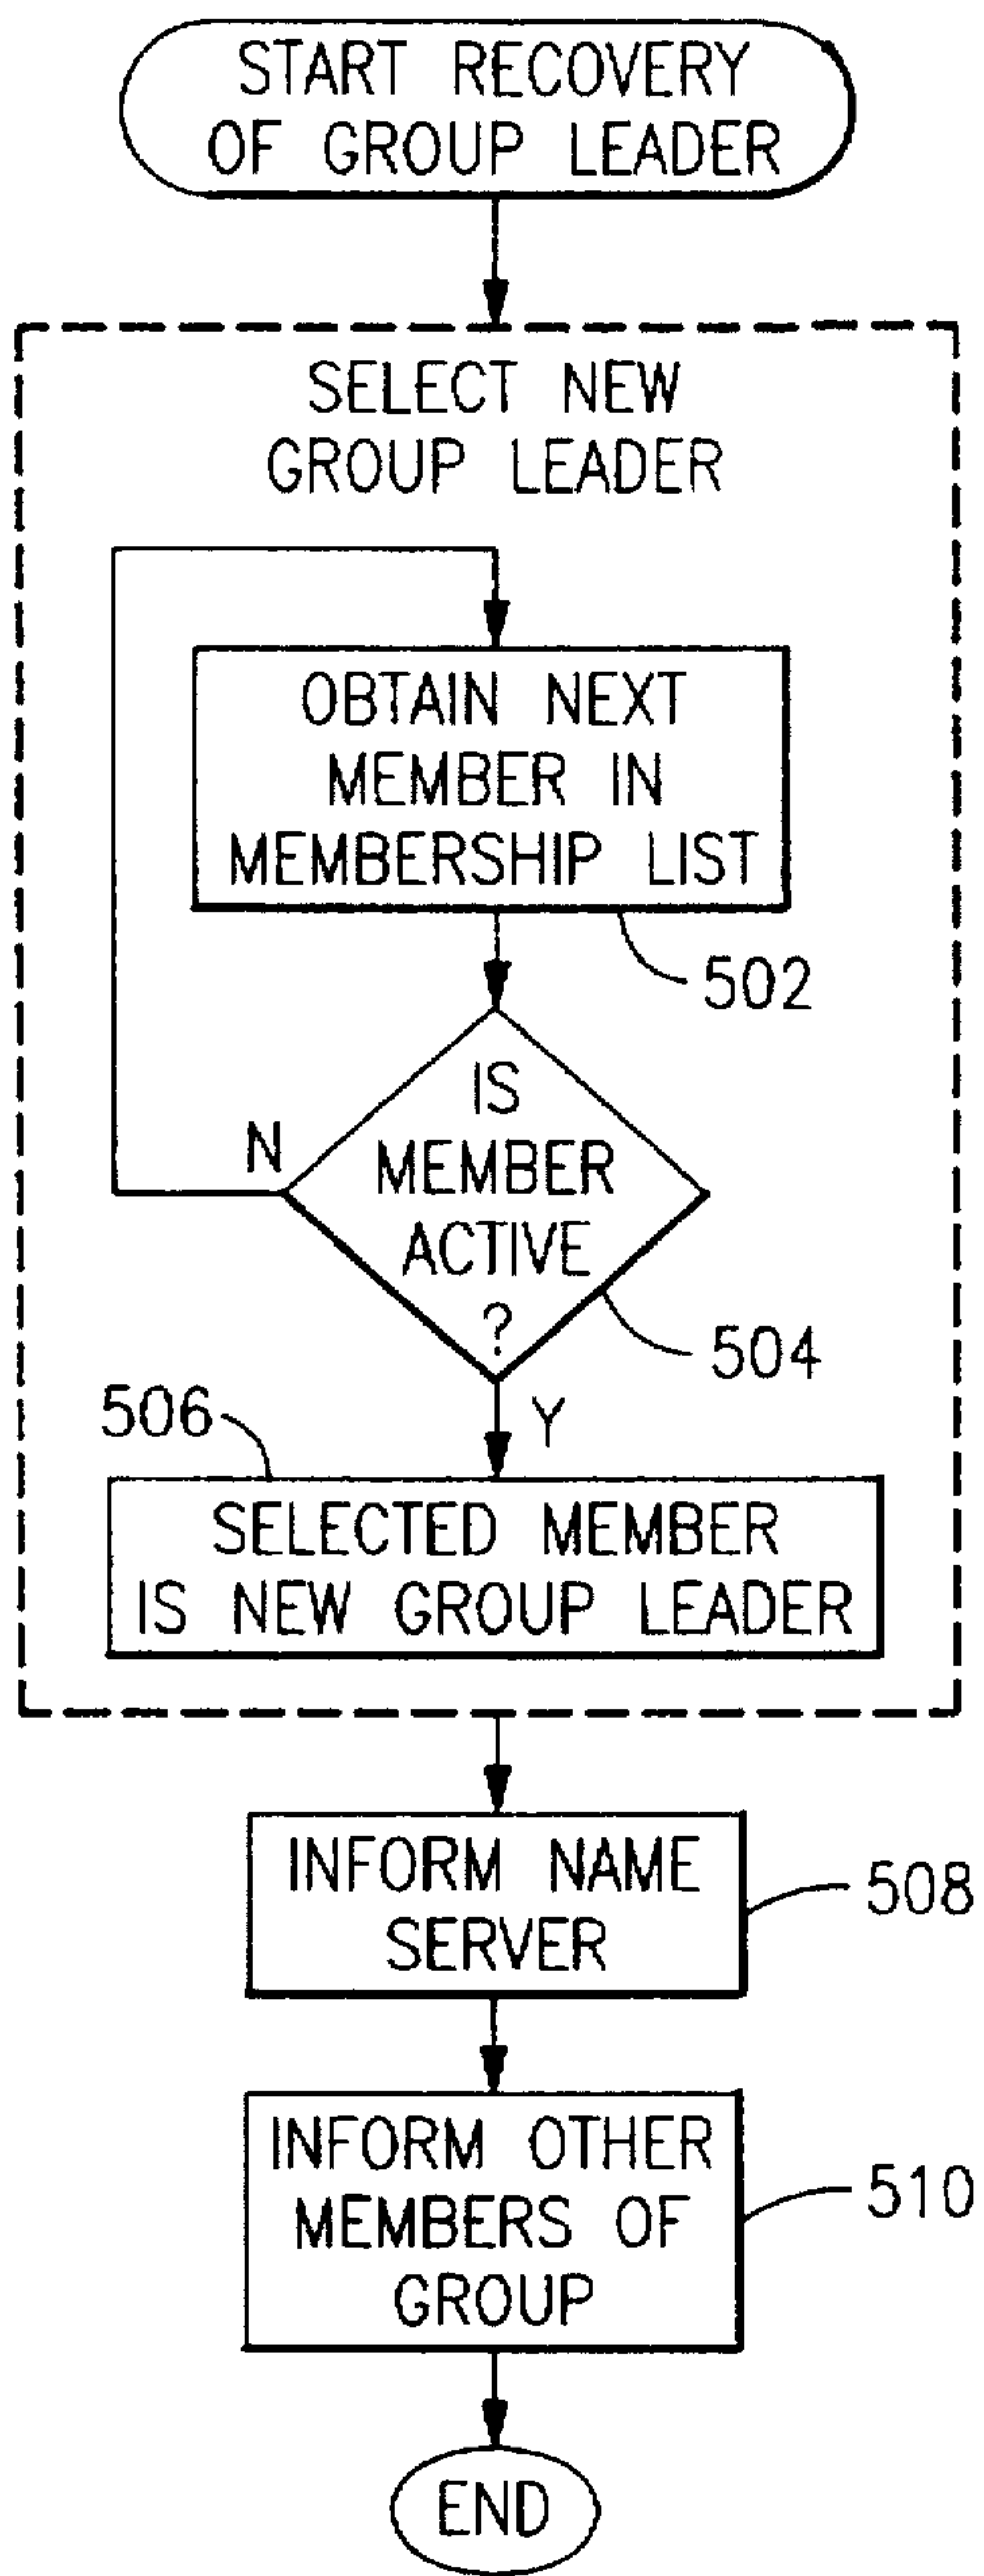 START RECOVERY
OF GROUP LEADER
SELECT NEW
GROUP LEADER
OBTAIN NEXT
MEMBER IN
MEMBERSHIP LIST
502
IS
MEMBER
ACTIVE
?
N
504
Y
506
SELECTED MEMBER
IS NEW GROUP LEADER
INFORM NAME
SERVER
508
INFORM OTHER
MEMBERS OF
GROUP
510
END